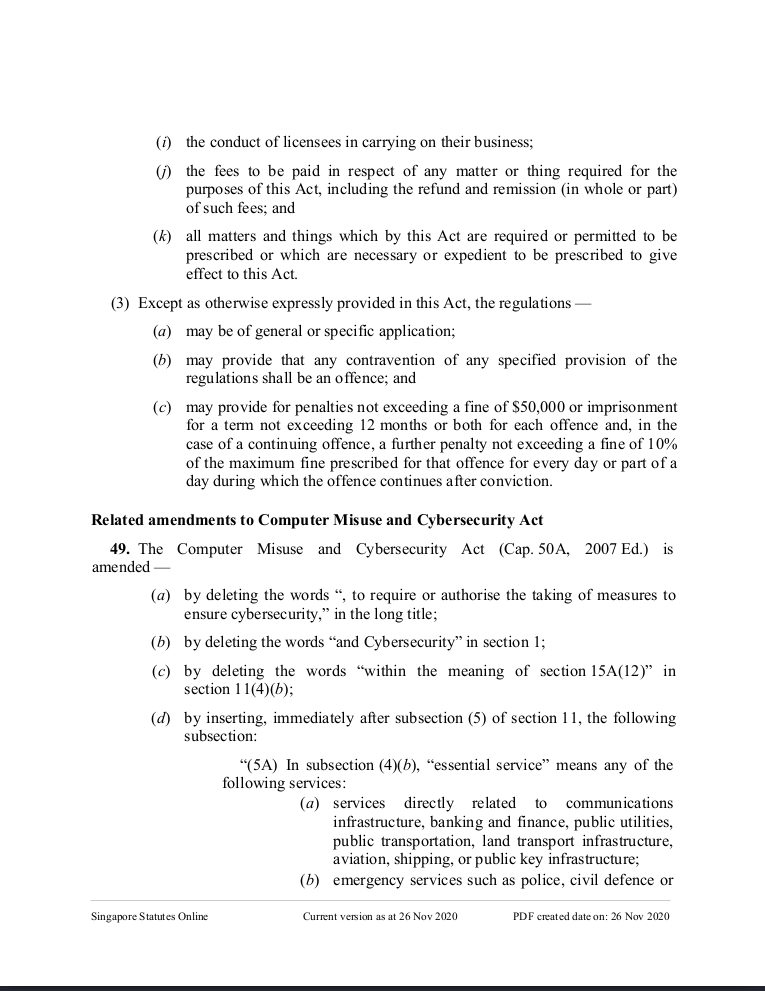 (i) the conduct of licensees in carrying on their business;
(j) the fees to be paid in respect of any matter or thing required for the
purposes of this Act, including the refund and remission (in whole or part)
of such fees; and
(k) all matters and things which by this Act are required or permitted to be
prescribed or which are necessary or expedient to be prescribed to give
effect to this Act.
(3) Except as otherwise expressly provided in this Act, the regulations —
(a) may be of general or specific application;
(b) may provide that any contravention of any specified provision of the
regulations shall be an offence; and
(c) may provide for penalties not exceeding a fine of $50,000 or imprisonment
for a term not exceeding 12 months or both for each offence and, in the
case of a continuing offence, a further penalty not exceeding a fine of 10%
of the maximum fine prescribed for that offence for every day or part of a
day during which the offence continues after conviction.
Related amendments to Computer Misuse and Cybersecurity Act
49. The Computer Misuse and Cybersecurity Act (Cap. 50A, 2007 Ed.) is
amended —
(a) by deleting the words “, to require or authorise the taking of measures to
ensure cybersecurity,” in the long title;
(b) by deleting the words “and Cybersecurity” in section 1;
(c) by deleting the words “within the meaning of section 15A(12)” in
section 11(4)(b);
(d) by inserting, immediately after subsection (5) of section 11, the following
subsection:
“(5A) In subsection (4)(b), “essential service” means any of the
following services:
(a) services directly related to communications
infrastructure, banking and finance, public utilities,
public transportation, land transport infrastructure,
aviation, shipping, or public key infrastructure;
(b) emergency services such as police, civil defence or
Singapore Statutes Online Current version as at 26 Nov 2020 PDF created date on: 26 Nov 2020